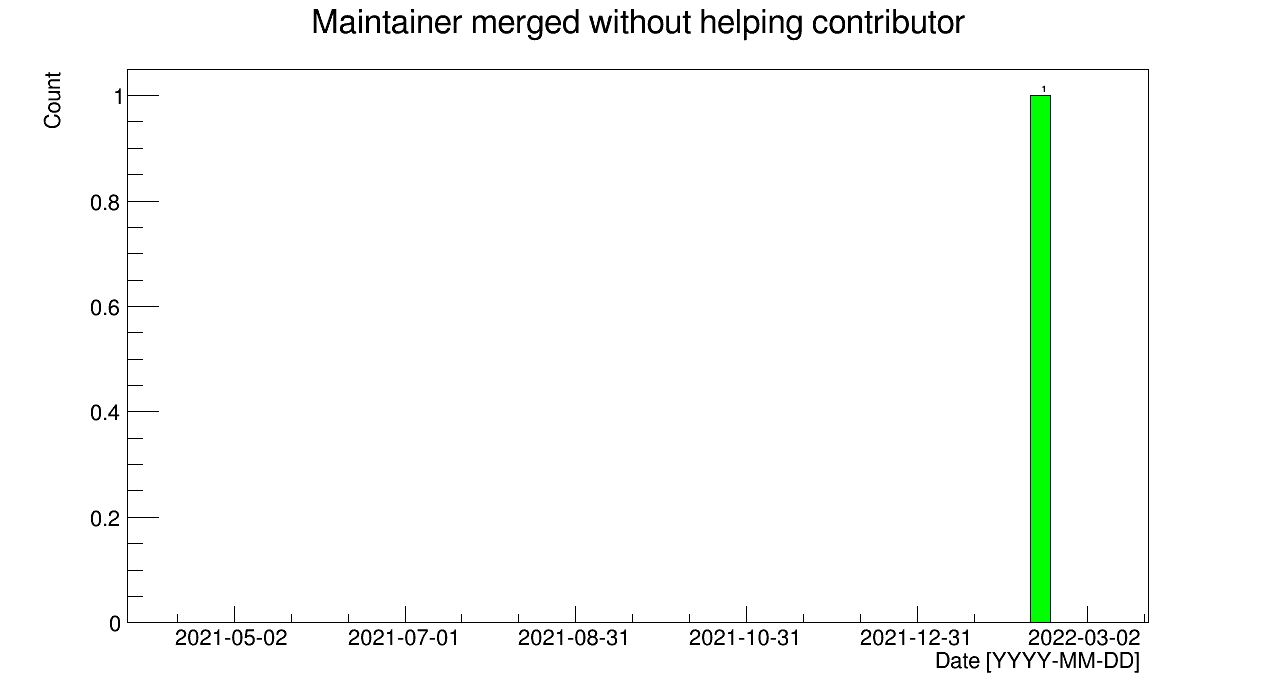 Maintainer merged without helping contributor
Count
1
1
0.8
0.6
0.4
0.2
0
2021-05-02 2021-07-01 2021-08-31 2021-10-31 2021-12-31 2022-03-02
Date [YYYY-MM-DD]